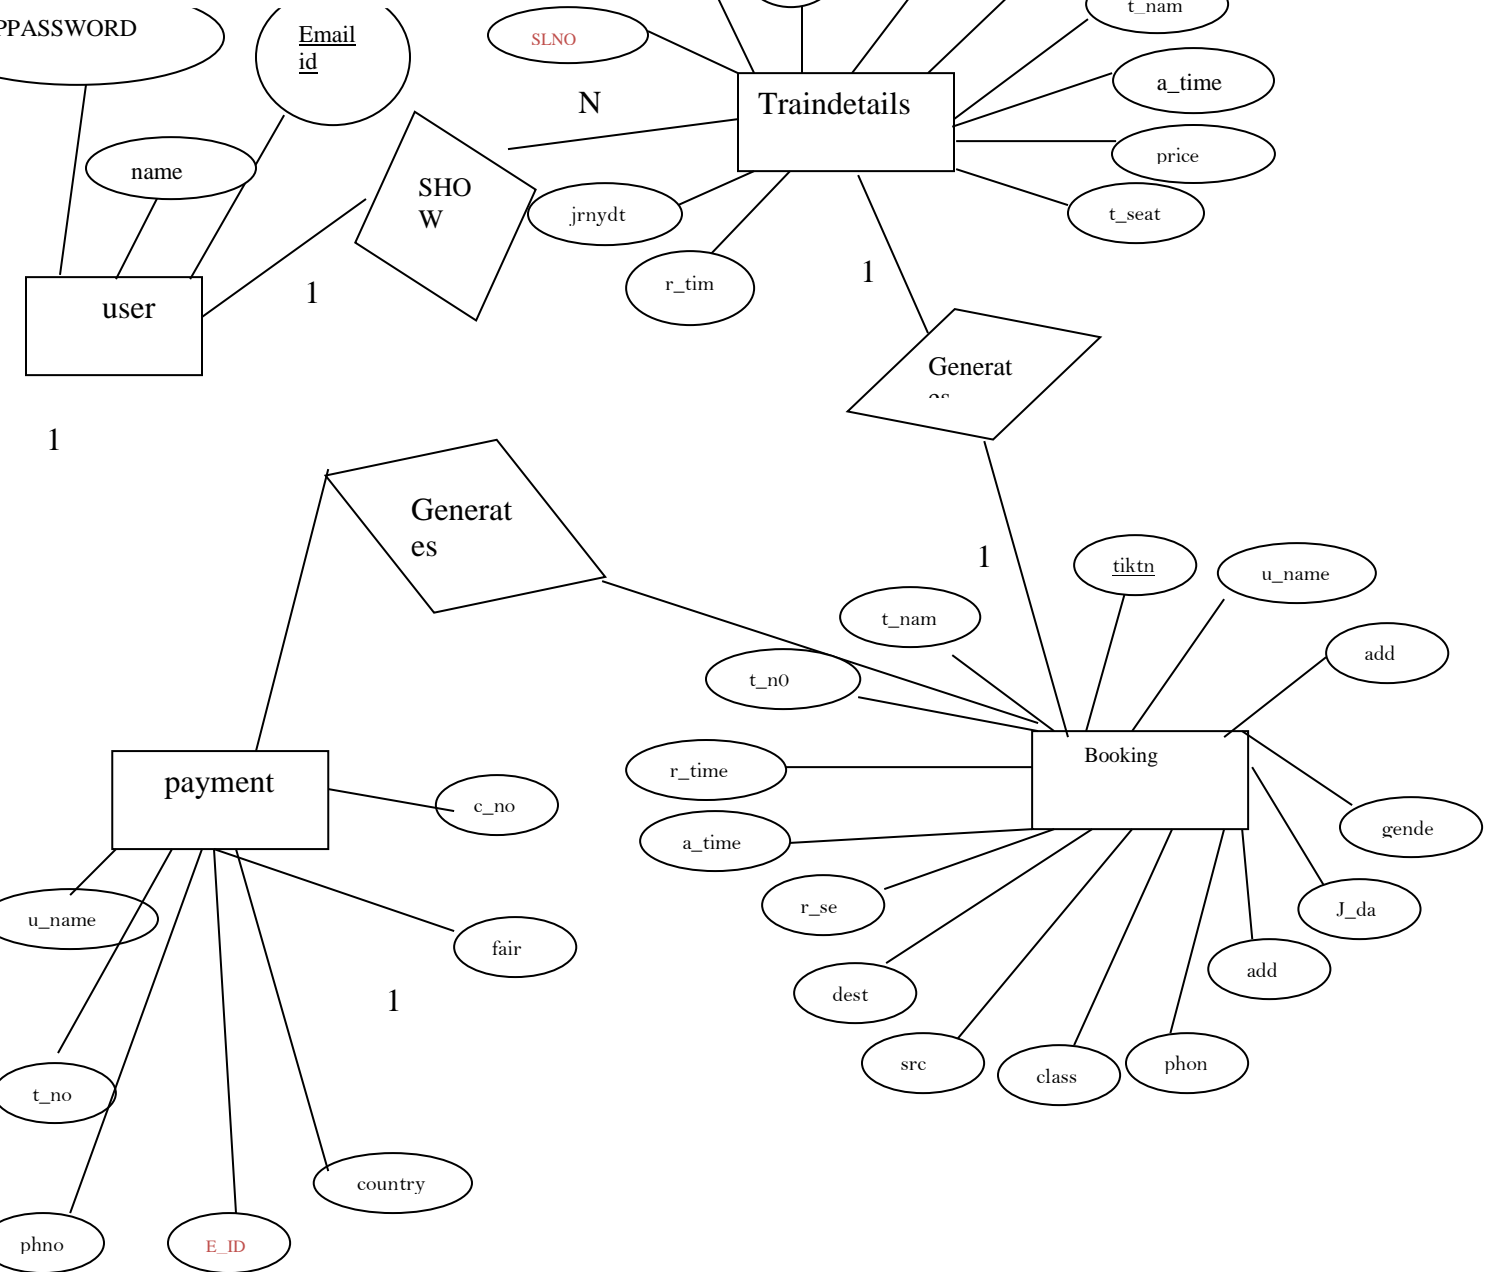 PPASSWORD
Email
id
SLNO
t_nam
a_time
N
Traindetails
price
name
SHO
W
jrnydt
t_seat
r_tim
1
1
user
Generat
es
1
Generat
es
1
tiktn
u_name
t_nam
add
t_n0
Booking
r_time
payment
c_no
gende
a_time
r_se
J_da
u_name
fair
add
dest
1
src
class
phon
t_no
country
phno
E_ID